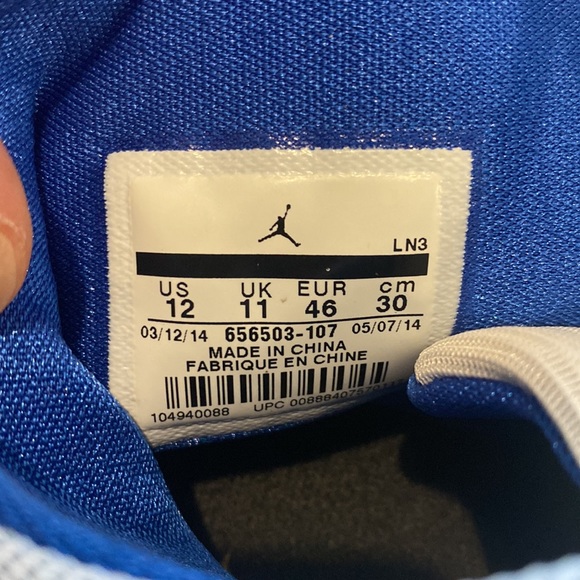 LN3
US UK EUR cm
12 11 46 30
03/12/14 656503-107 05/07/14
MADE IN CHINA
FABRIQUE EN CHINE
104940088 UPC